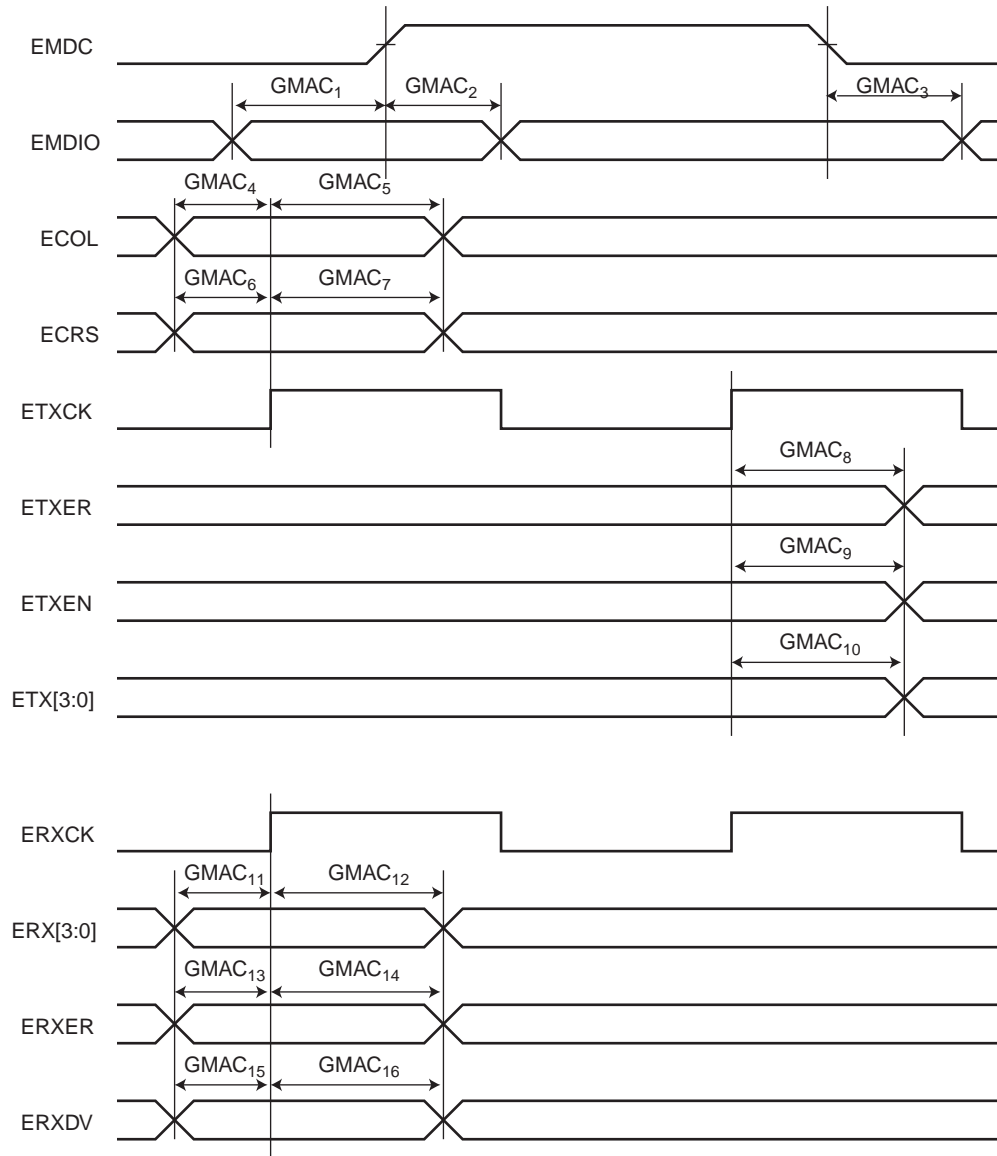 EMDC
GMAC₁ GMAC₂ GMAC₃
EMDIO
GMAC₄ GMAC₅
ECOL
GMAC₆ GMAC₇
ECRS
ETXCK
GMAC₈
ETXER
GMAC₉
ETXEN
GMAC₁₀
ETX[3:0]
ERXCK
GMAC₁₁ GMAC₁₂
ERX[3:0]
GMAC₁₃ GMAC₁₄
ERXER
GMAC₁₅ GMAC₁₆
ERXDV